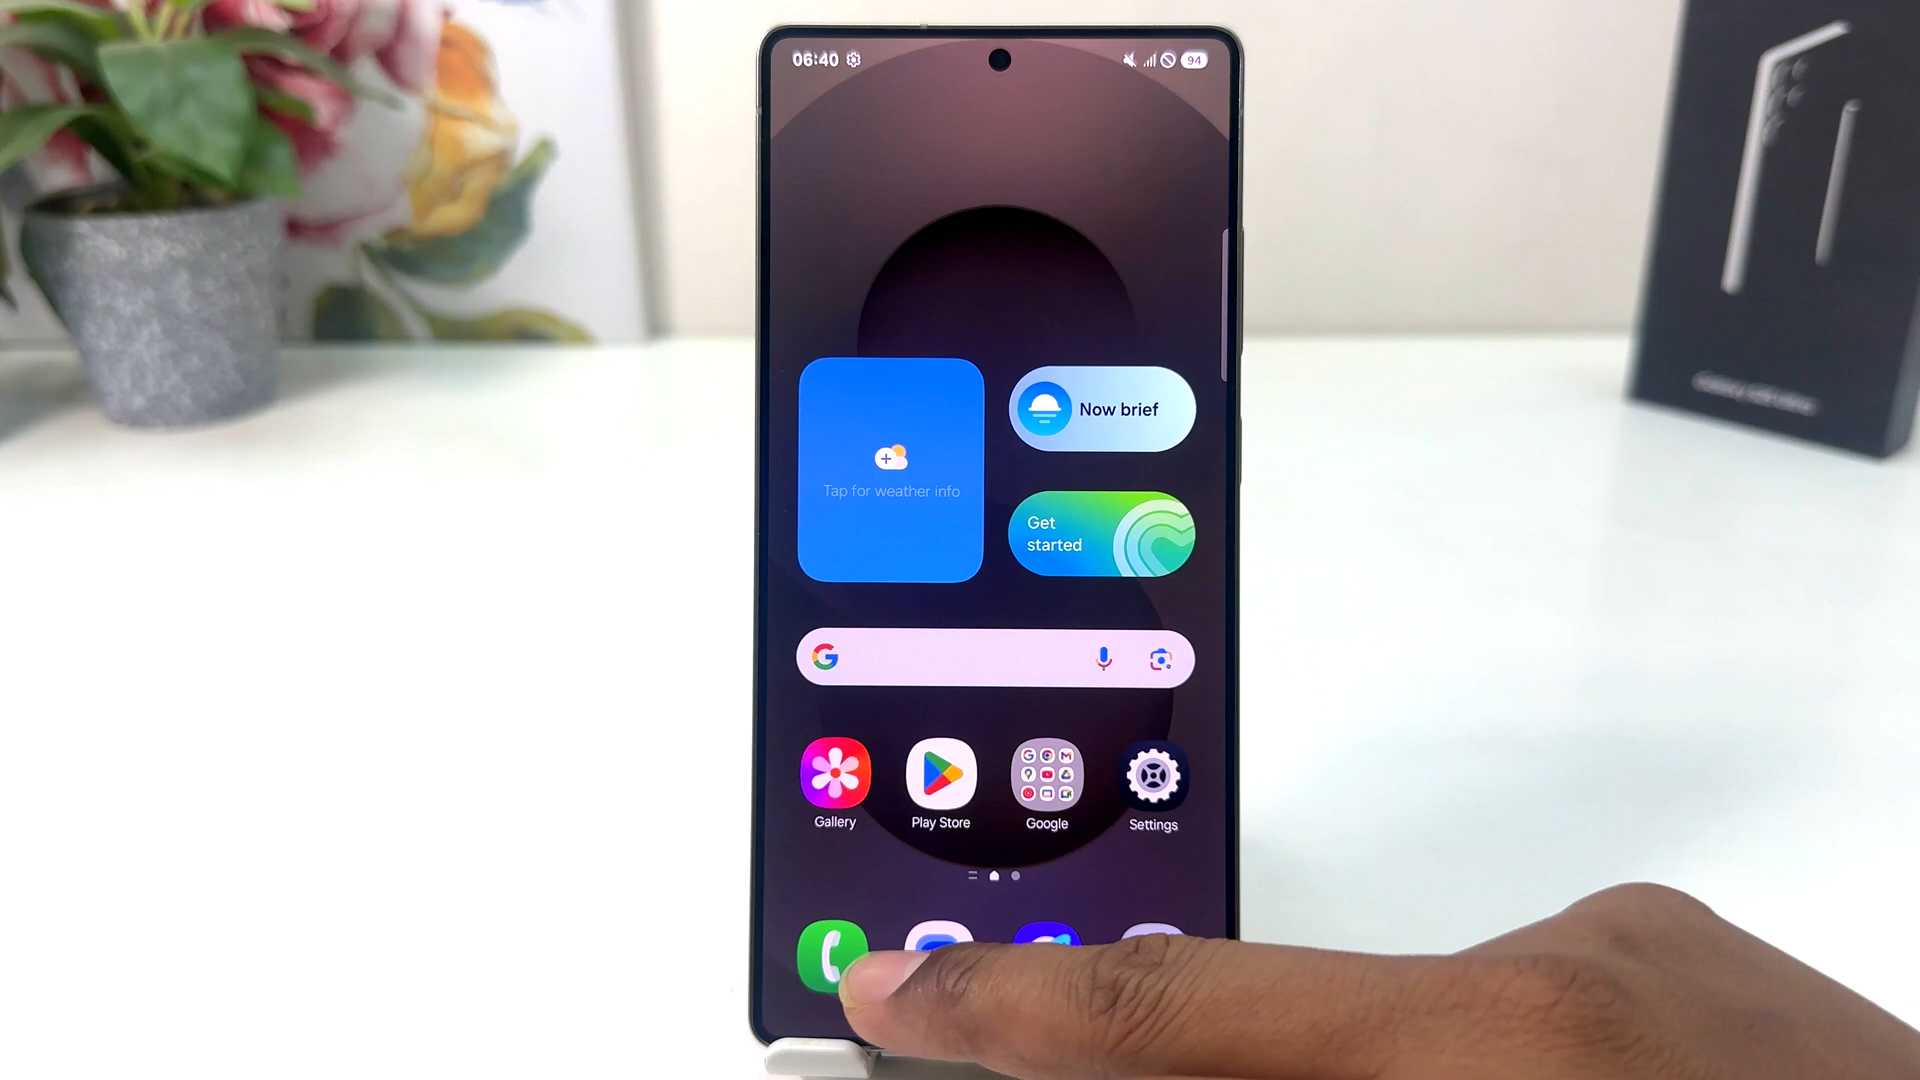 06:40
94
Now brief
Tap for weather info
Get
started
G
Gallery
Play Store
Google
Settings